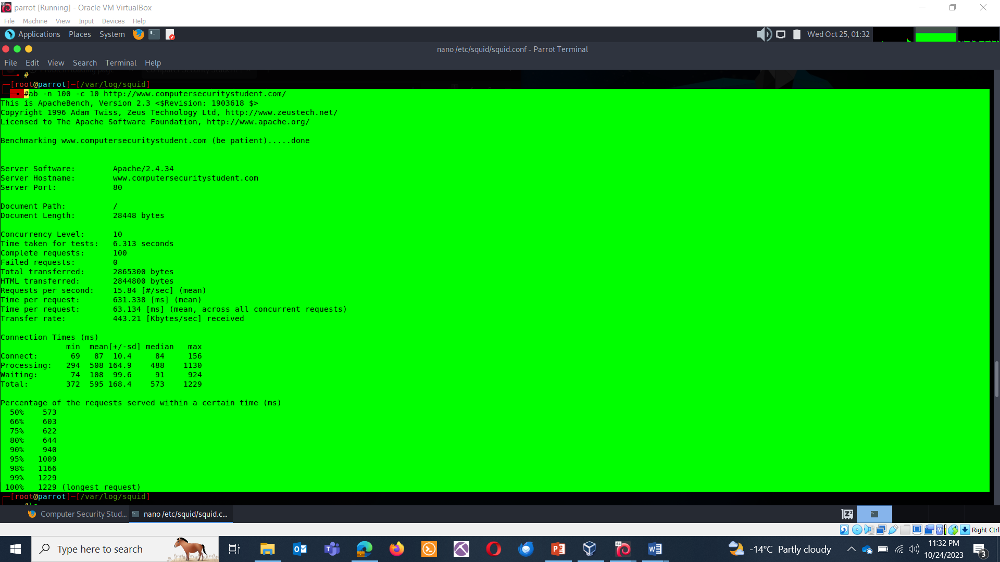 parrot [Running] - Oracle VM VirtualBox
File Machine View Input Devices Help
Applications Places System Wed Oct 25, 01:32
nano /etc/squid/squid.conf - Parrot Terminal
File Edit View Search Terminal Help
#
[root@parrot]-[/var/log/squid]
#ab -n 100 -c 10 http://www.computersecuritystudent.com/
This is ApacheBench, Version 2.3 <$Revision: 1903618 $>
Copyright 1996 Adam Twiss, Zeus Technology Ltd, http://www.zeustech.net/
Licensed to The Apache Software Foundation, http://www.apache.org/
Benchmarking www.computersecuritystudent.com (be patient).....done
Server Software: Apache/2.4.34
Server Hostname: www.computersecuritystudent.com
Server Port: 80
Document Path: /
Document Length: 28448 bytes
Concurrency Level: 10
Time taken for tests: 6.313 seconds
Complete requests: 100
Failed requests: 0
Total transferred: 2865300 bytes
HTML transferred: 2844800 bytes
Requests per second: 15.84 [#/sec] (mean)
Time per request: 631.338 [ms] (mean)
Time per request: 63.134 [ms] (mean, across all concurrent requests)
Transfer rate: 443.21 [Kbytes/sec] received
Connection Times (ms)
min mean[+/-sd] median max
Connect: 69 87 10.4 84 156
Processing: 294 508 164.9 488 1130
Waiting: 74 108 99.6 91 924
Total: 372 595 168.4 573 1229
Percentage of the requests served within a certain time (ms)
50% 573
66% 603
75% 622
80% 644
90% 940
95% 1009
98% 1166
99% 1229
100% 1229 (longest request)
[root@parrot]-[/var/log/squid]
Computer Security Stud... nano /etc/squid/squid.c...
Right Ctrl
Type here to search
-14°C Partly cloudy
11:32 PM
10/24/2023
3